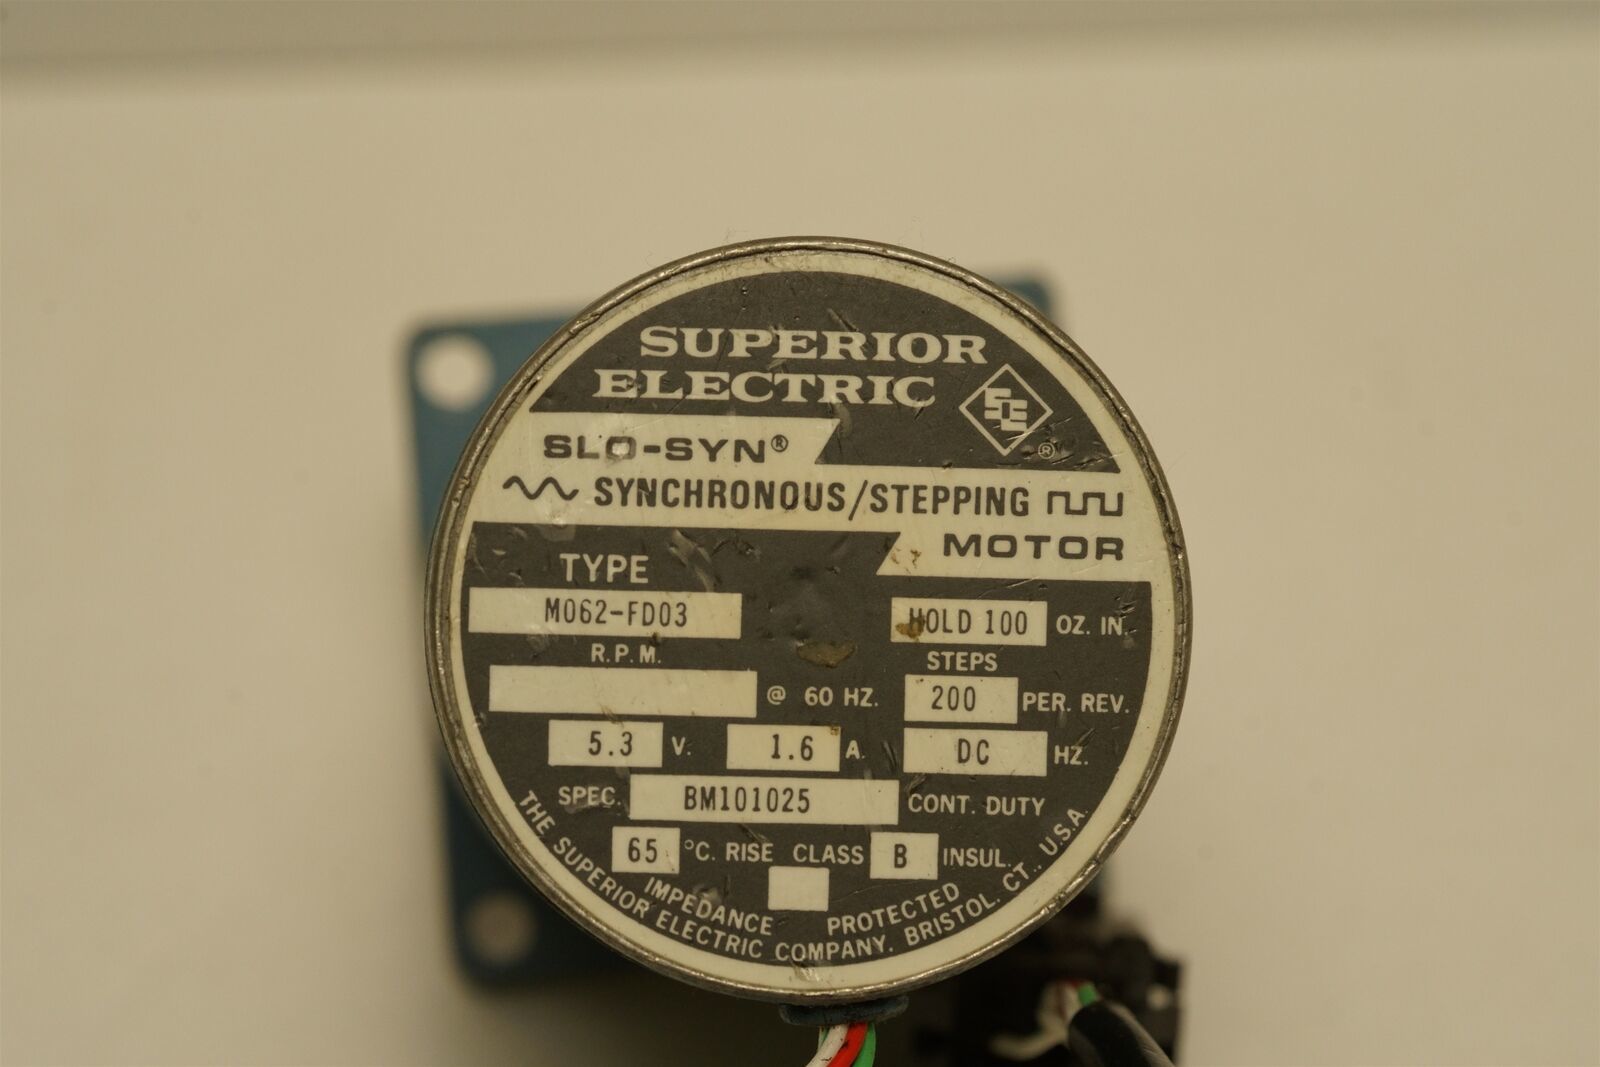 SUPERIOR
ELECTRIC
SE ®
SLO-SYN®
SYNCHRONOUS/STEPPING
MOTOR
TYPE
M062-FD03
HOLD 100 OZ. IN.
R.P.M.
@ 60 HZ.
STEPS
200 PER. REV.
5.3 V. 1.6 A. DC HZ.
SPEC. BM101025 CONT. DUTY
65 °C. RISE CLASS B INSUL.
IMPEDANCE PROTECTED
THE SUPERIOR ELECTRIC COMPANY. BRISTOL. CT., U.S.A.